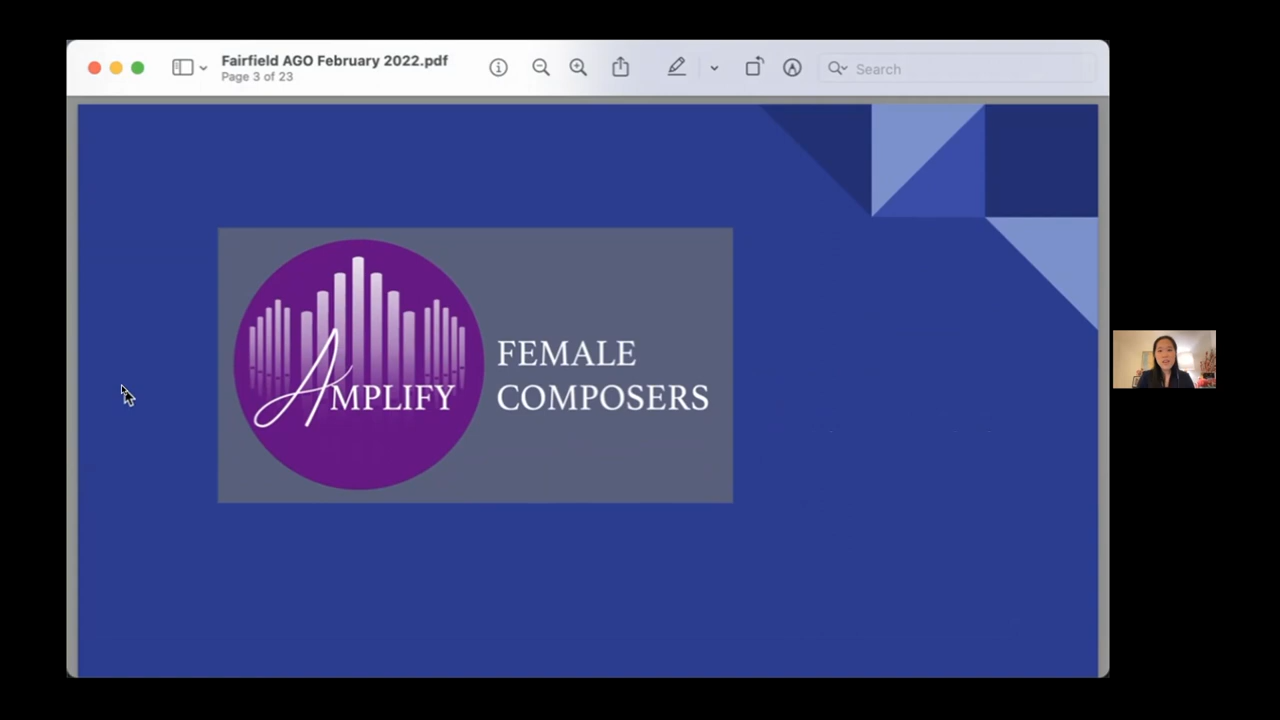 Fairfield AGO February 2022.pdf
Page 3 of 23
Search
AMPLIFY
FEMALE
COMPOSERS